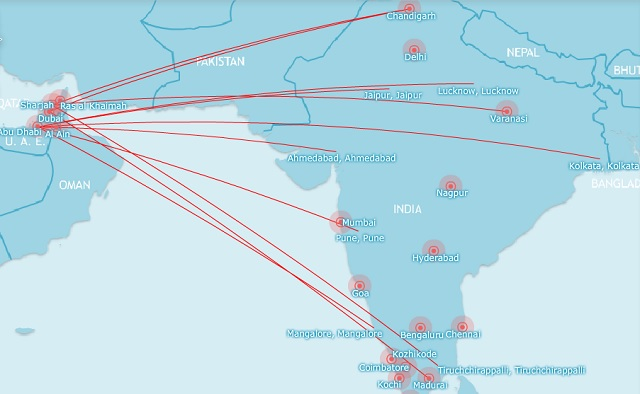 Chandigarh
Delhi
NEPAL
PAKISTAN
BHUT
Lucknow, Lucknow
Jaipur, Jaipur
QATA
Sharjah
Ras al Khaimah
Dubai
Varanasi
Abu Dhabi
Al Ain
U. A. E.
Ahmedabad, Ahmedabad
Kolkata, Kolkata
OMAN
BANGLAD
Nagpur
INDIA
Mumbai
Pune, Pune
Hyderabad
Goa
Mangalore, Mangalore
Bengaluru
Chennai
Kozhikode
Coimbatore
Tiruchchirappalli, Tiruchchirappalli
Kochi
Madurai